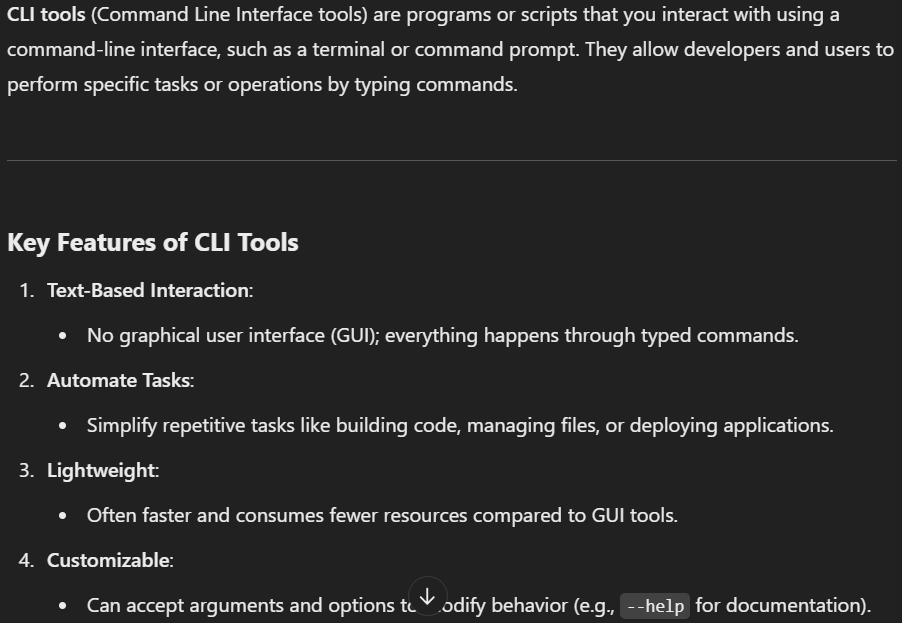 CLI tools (Command Line Interface tools) are programs or scripts that you interact with using a
command-line interface, such as a terminal or command prompt. They allow developers and users to
perform specific tasks or operations by typing commands.
Key Features of CLI Tools
1. Text-Based Interaction:
• No graphical user interface (GUI); everything happens through typed commands.
2. Automate Tasks:
• Simplify repetitive tasks like building code, managing files, or deploying applications.
3. Lightweight:
• Often faster and consumes fewer resources compared to GUI tools.
4. Customizable:
• Can accept arguments and options behavior (e.g., --help for documentation).